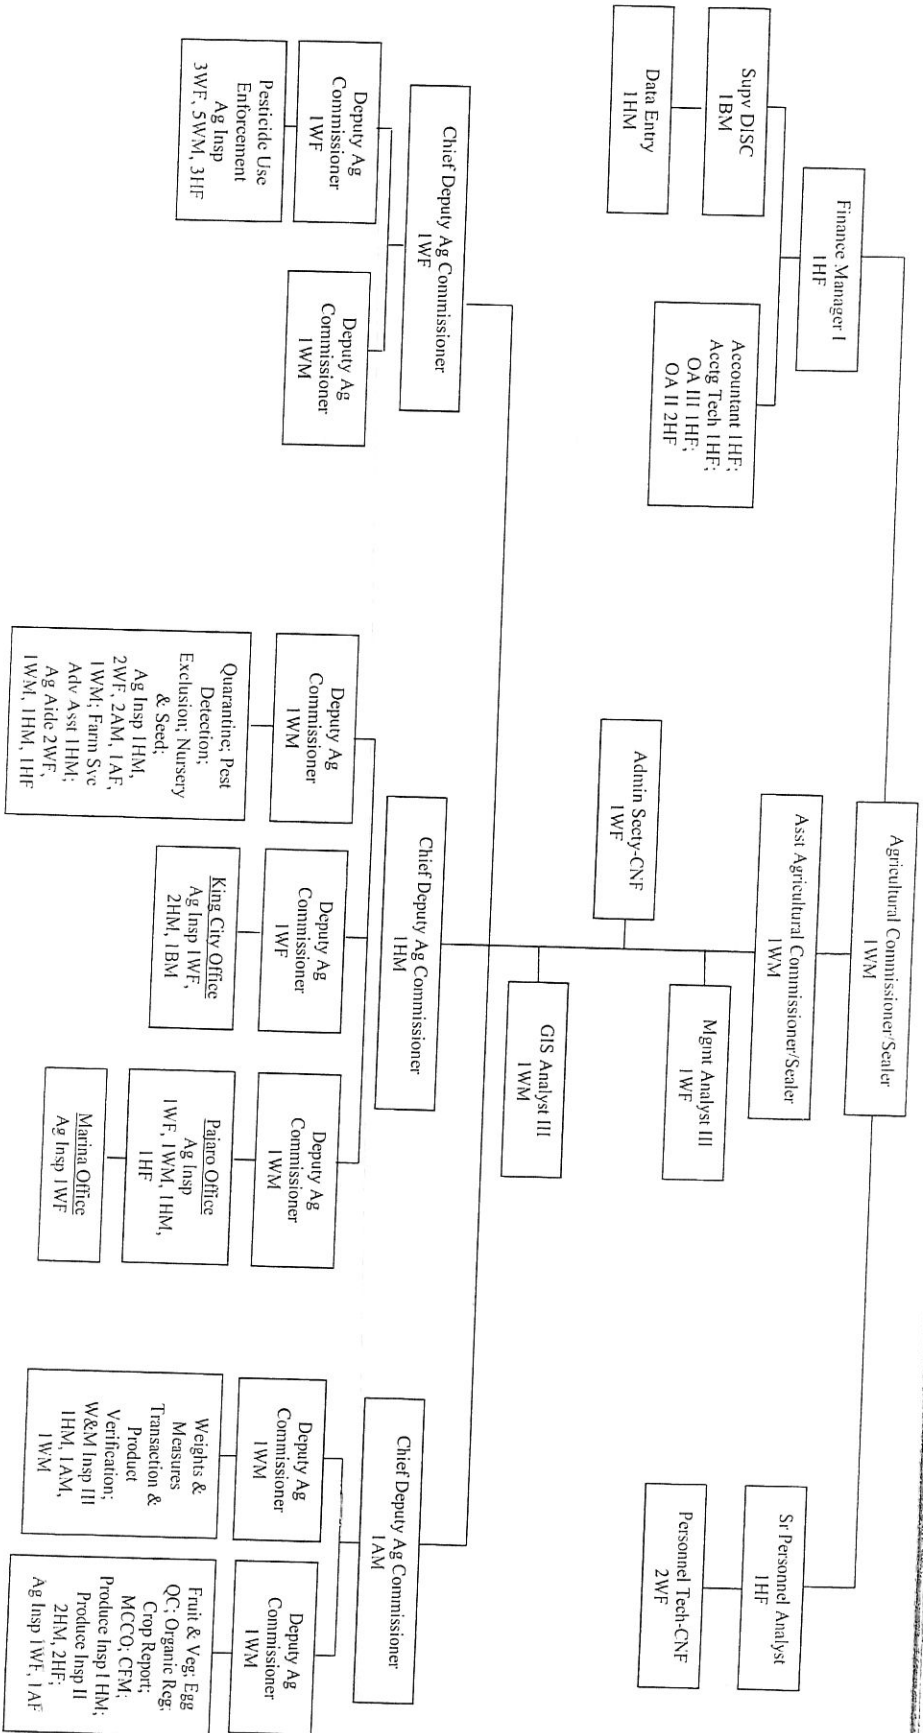 Agricultural Commissioner/Sealer
1WM
Finance Manager I
1HF
Supv DISC
1BM
Data Entry
1HM
Accountant 1HF;
Acctg Tech 1HF;
OA III 1HF;
OA II 2HF
Asst Agricultural Commissioner/Sealer
1WM
Sr Personnel Analyst
1HF
Personnel Tech-CNF
2WF
Mgmt Analyst III
1WF
Admin Secty-CNF
1WF
GIS Analyst III
1WM
Chief Deputy Ag Commissioner
1WF
Deputy Ag
Commissioner
1WF
Pesticide Use
Enforcement
Ag Insp
3WF, 5WM, 3HF
Deputy Ag
Commissioner
1WM
Chief Deputy Ag Commissioner
1HM
Deputy Ag
Commissioner
1WM
Quarantine; Pest
Detection;
Exclusion; Nursery
& Seed;
Ag Insp 1HM,
2WF, 2AM, 1AF,
1WM; Farm Svc
Adv Asst 1HM;
Ag Aide 2WF,
1WM, 1HM, 1HF
Deputy Ag
Commissioner
1WF
King City Office
Ag Insp 1WF,
2HM, 1BM
Deputy Ag
Commissioner
1WM
Pajaro Office
Ag Insp
1WF, 1WM, 1HM,
1HF
Marina Office
Ag Insp 1WF
Chief Deputy Ag Commissioner
1AM
Deputy Ag
Commissioner
1WM
Weights &
Measures
Transaction &
Product
Verification;
W&M Insp III
1HM, 1AM,
1WM
Deputy Ag
Commissioner
1WM
Fruit & Veg; Egg
QC; Organic Reg;
Crop Report;
MCCO; CFM;
Produce Insp I HM;
Produce Insp II
2HM, 2HF;
Ag Insp 1WF, 1AF